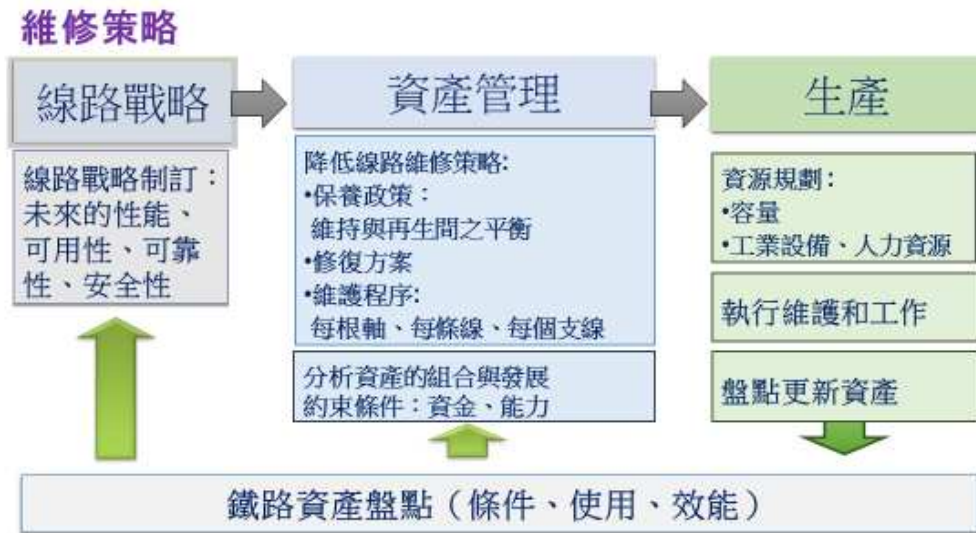 維修策略
線路戰略
線路戰略制訂：
未來的性能、
可用性、可靠
性、安全性
資產管理
降低線路維修策略:
•保養政策：
維持與再生間之平衡
•修復方案
•維護程序:
每根軸、每條線、每個支線
分析資產的組合與發展
約束條件：資金、能力
生產
資源規劃:
•容量
•工業設備、人力資源
執行維護和工作
盤點更新資產
鐵路資產盤點（條件、使用、效能）